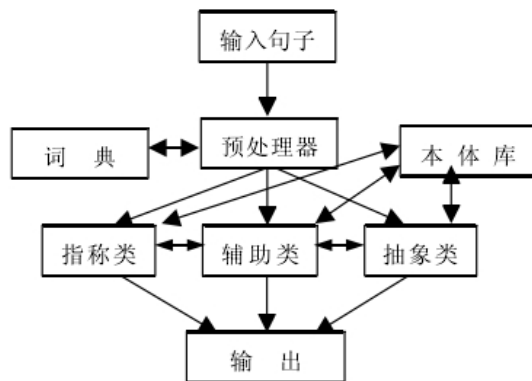 输入句子
词 典
预处理器
本 体 库
指称类
辅助类
抽象类
输 出